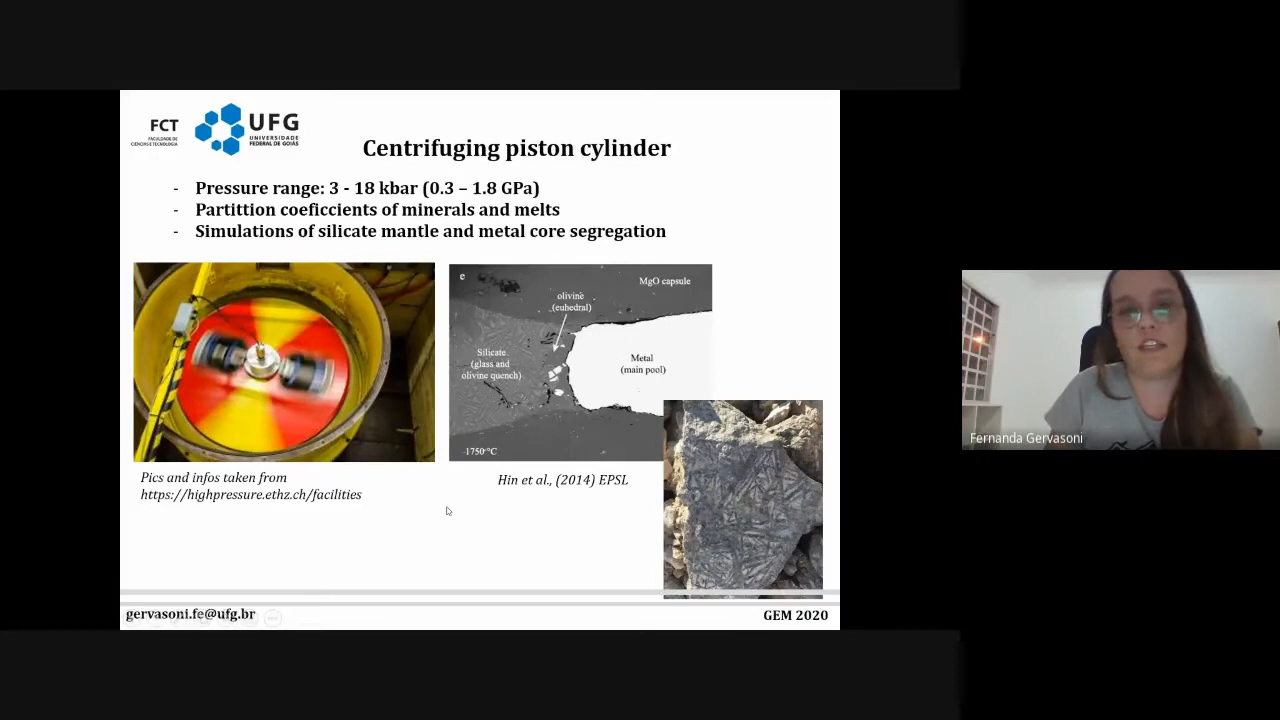 FCT
FACULDADE DE
CIÊNCIAS E TECNOLOGIA
UFG
UNIVERSIDADE
FEDERAL DE GOIÁS
Centrifuging piston cylinder
- Pressure range: 3 - 18 kbar (0.3 – 1.8 GPa)
- Partittion coeficcients of minerals and melts
- Simulations of silicate mantle and metal core segregation
e
MgO capsule
olivine
(euhedral)
Silicate
(glass and
olivine quench)
Metal
(main pool)
1750 °C
Pics and infos taken from
https://highpressure.ethz.ch/facilities
Hin et al., (2014) EPSL
Fernanda Gervasoni
gervasoni.fe@ufg.br
GEM 2020